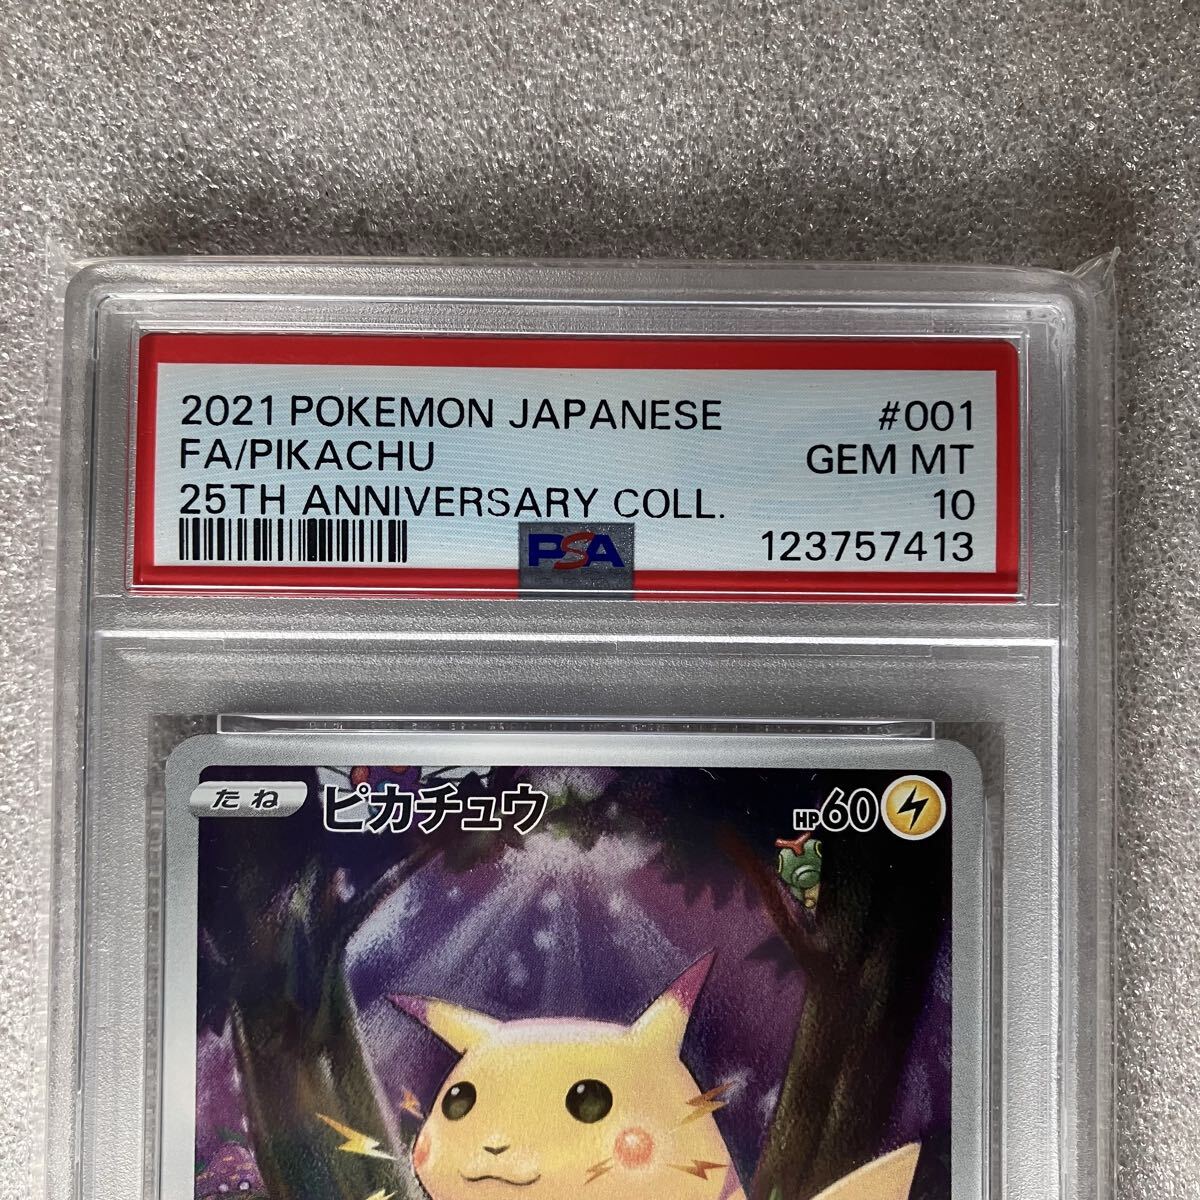 2021 POKEMON JAPANESE #001
FA/PIKACHU GEM MT
25TH ANNIVERSARY COLL. 10
PSA 123757413
たね ピカチュウ HP60